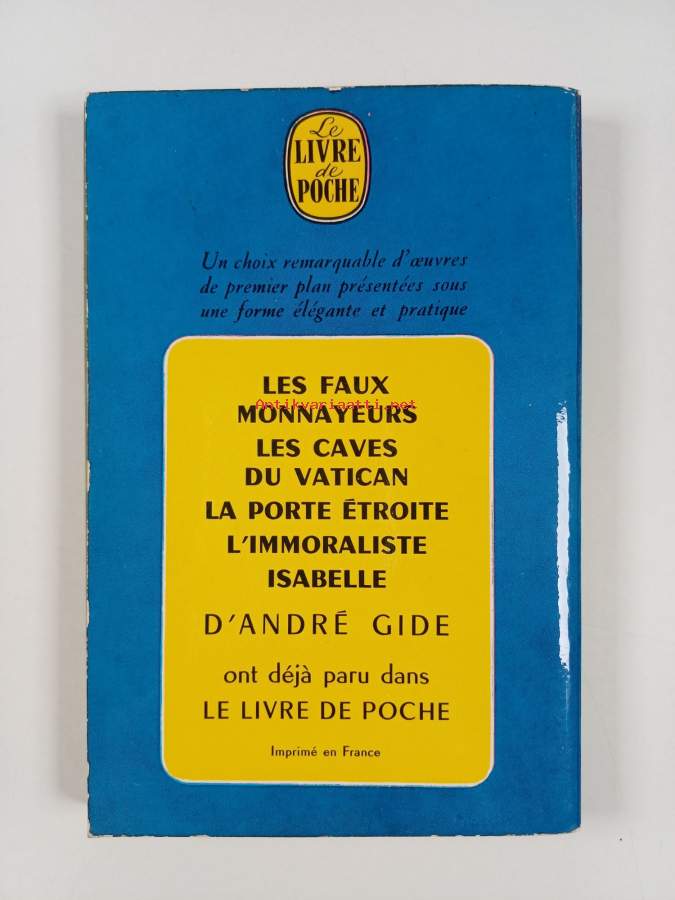 Le
LIVRE
de
POCHE
Un choix remarquable d'œuvres
de premier plan présentées sous
une forme élégante et pratique
LES FAUX
Antikvariaatti.net
MONNAYEURS
LES CAVES
DU VATICAN
LA PORTE ÉTROITE
L'IMMORALISTE
ISABELLE
D'ANDRÉ GIDE
ont déjà paru dans
LE LIVRE DE POCHE
Imprimé en France